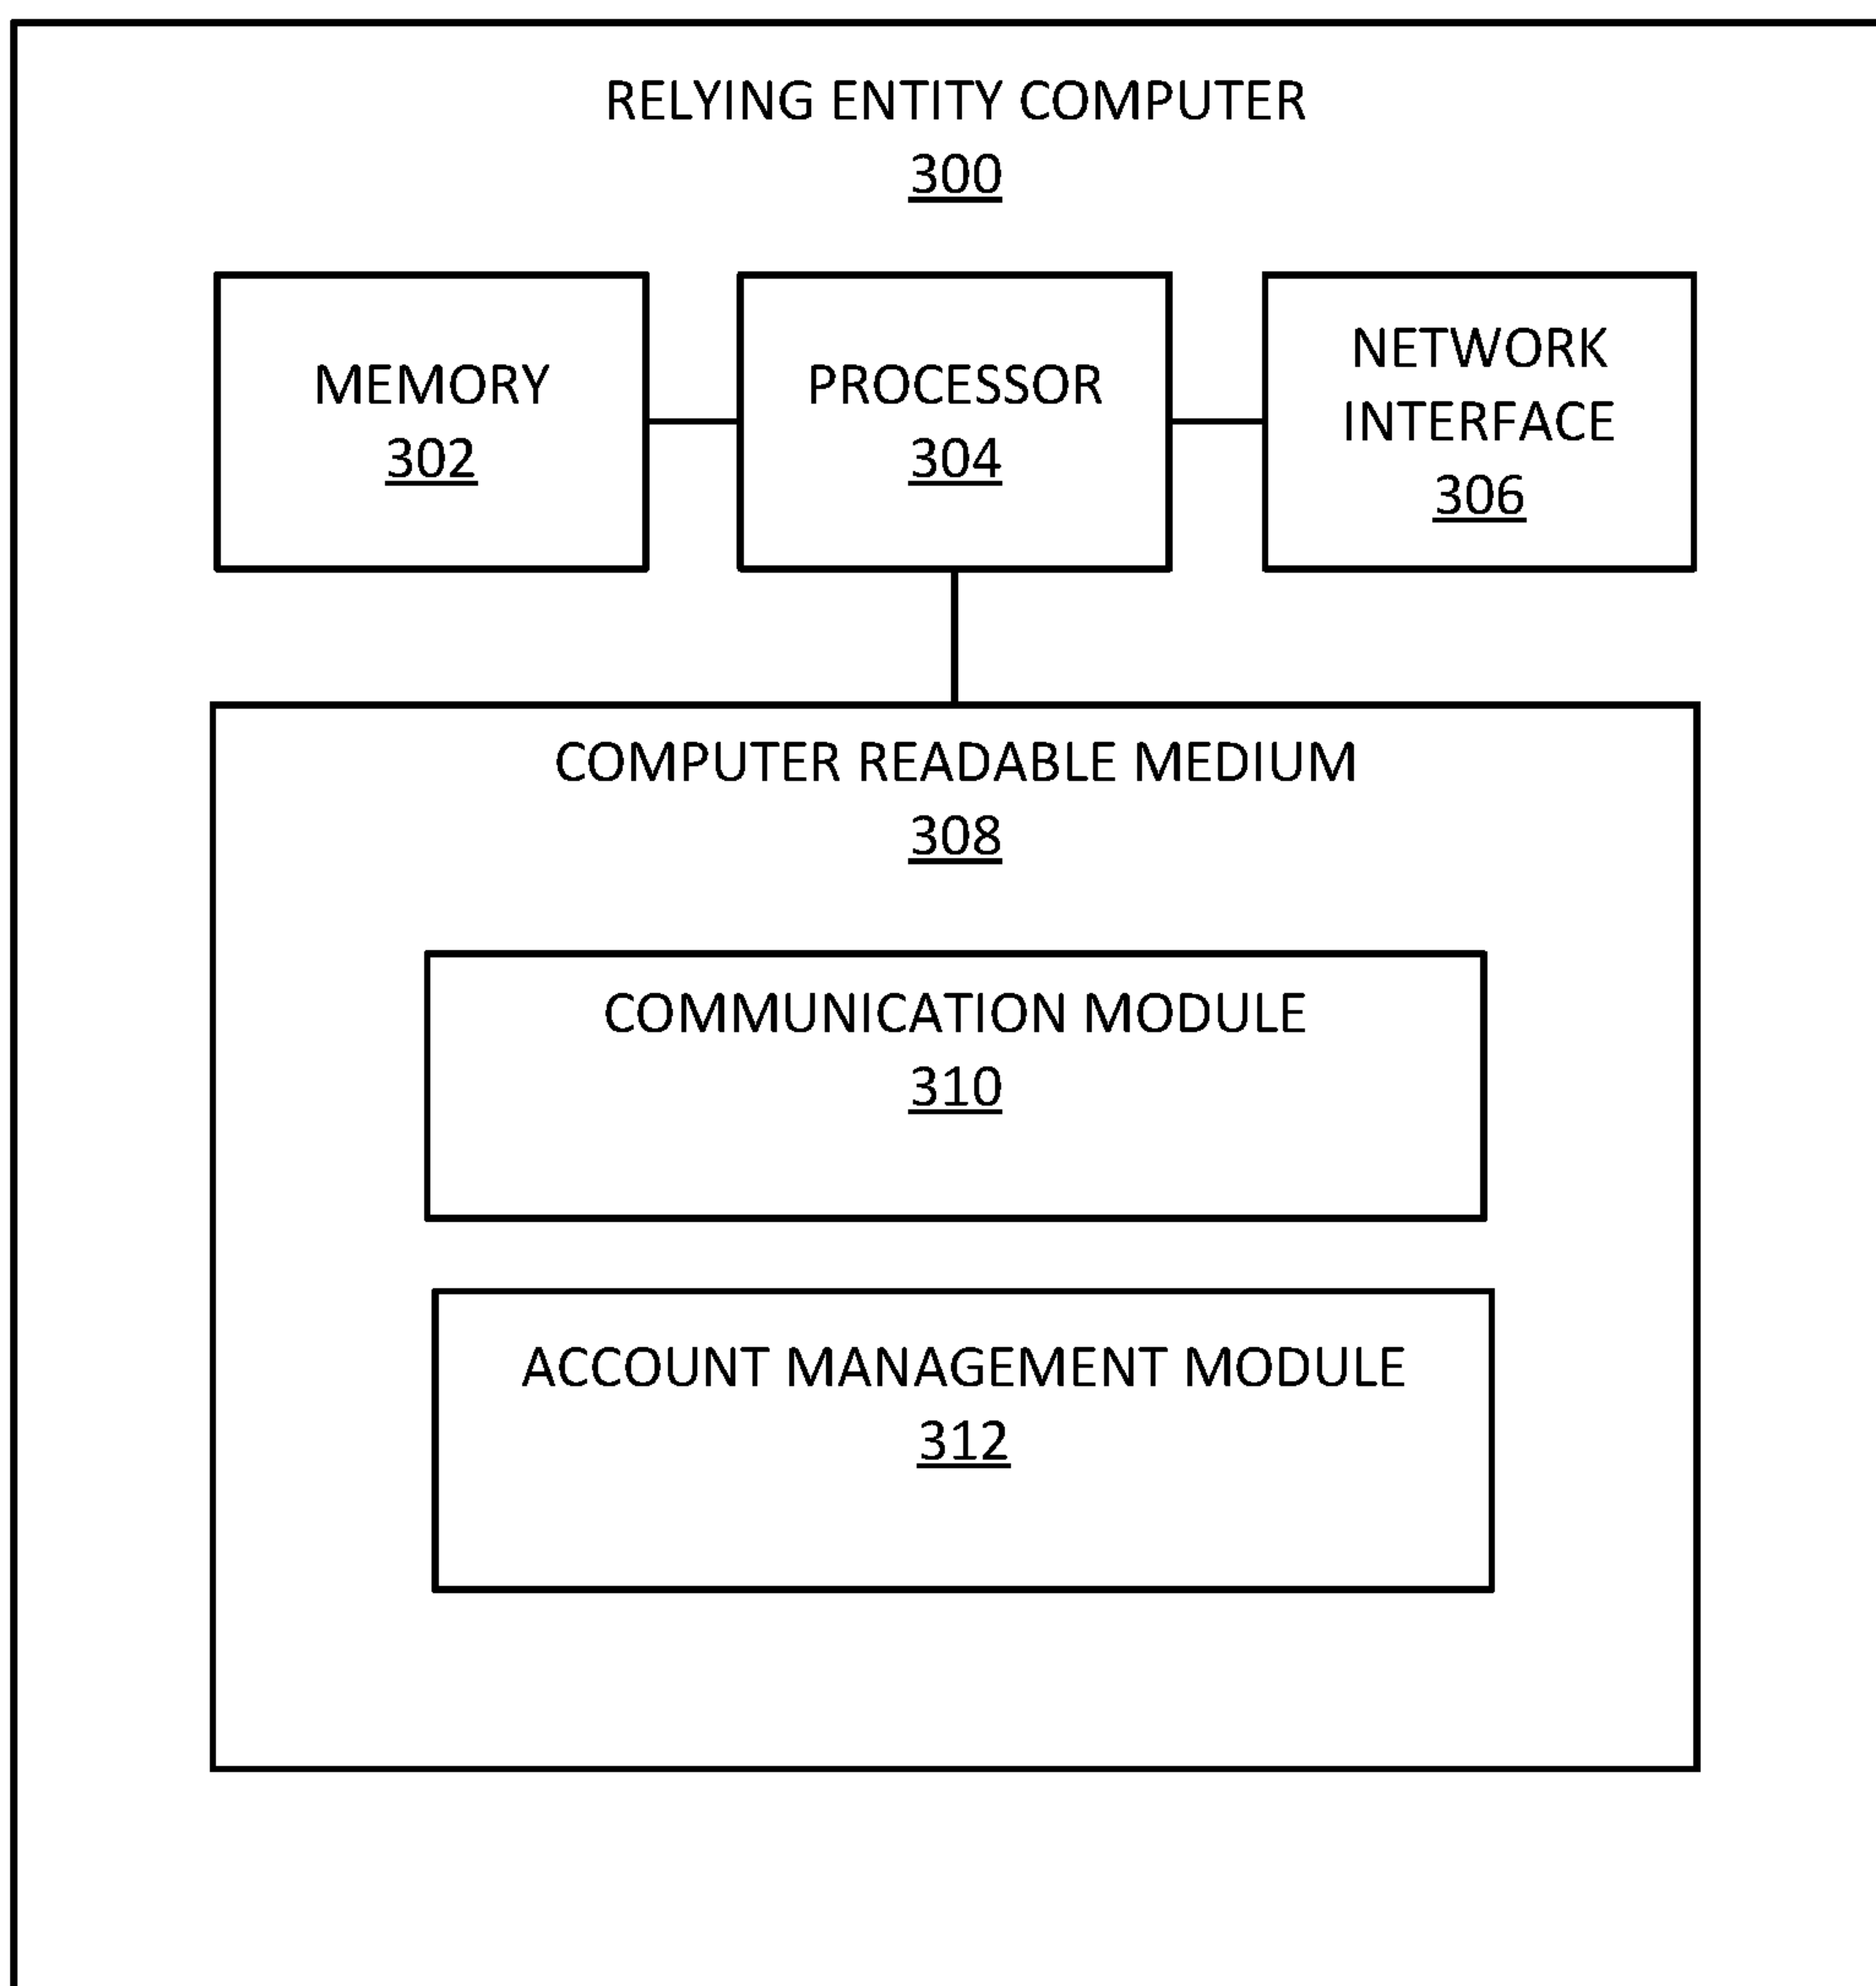 RELYING ENTITY COMPUTER
300
MEMORY
302
PROCESSOR
304
NETWORK
INTERFACE
306
COMPUTER READABLE MEDIUM
308
COMMUNICATION MODULE
310
ACCOUNT MANAGEMENT MODULE
312